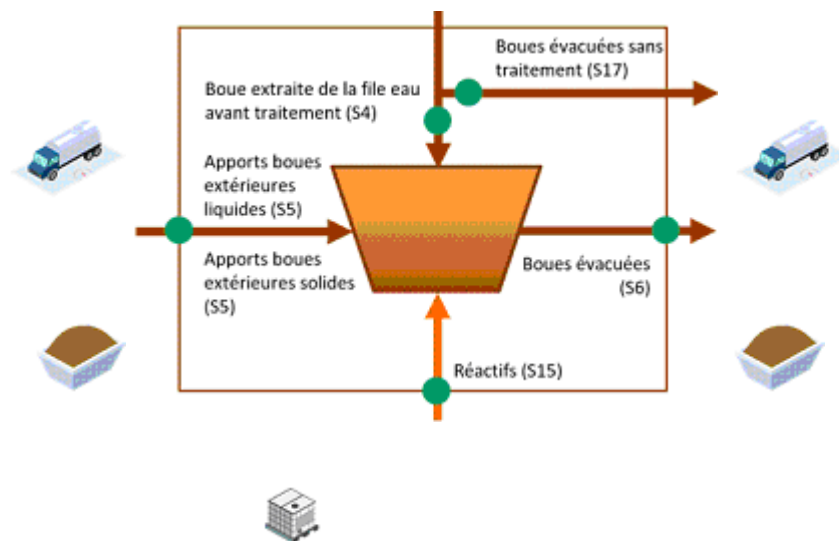 Boues évacuées sans
traitement (S17)
Boue extraite de la file eau
avant traitement (S4)
Apports boues
extérieures
liquides (S5)
Apports boues
extérieures solides
(S5)
Boues évacuées
(S6)
Réactifs (S15)